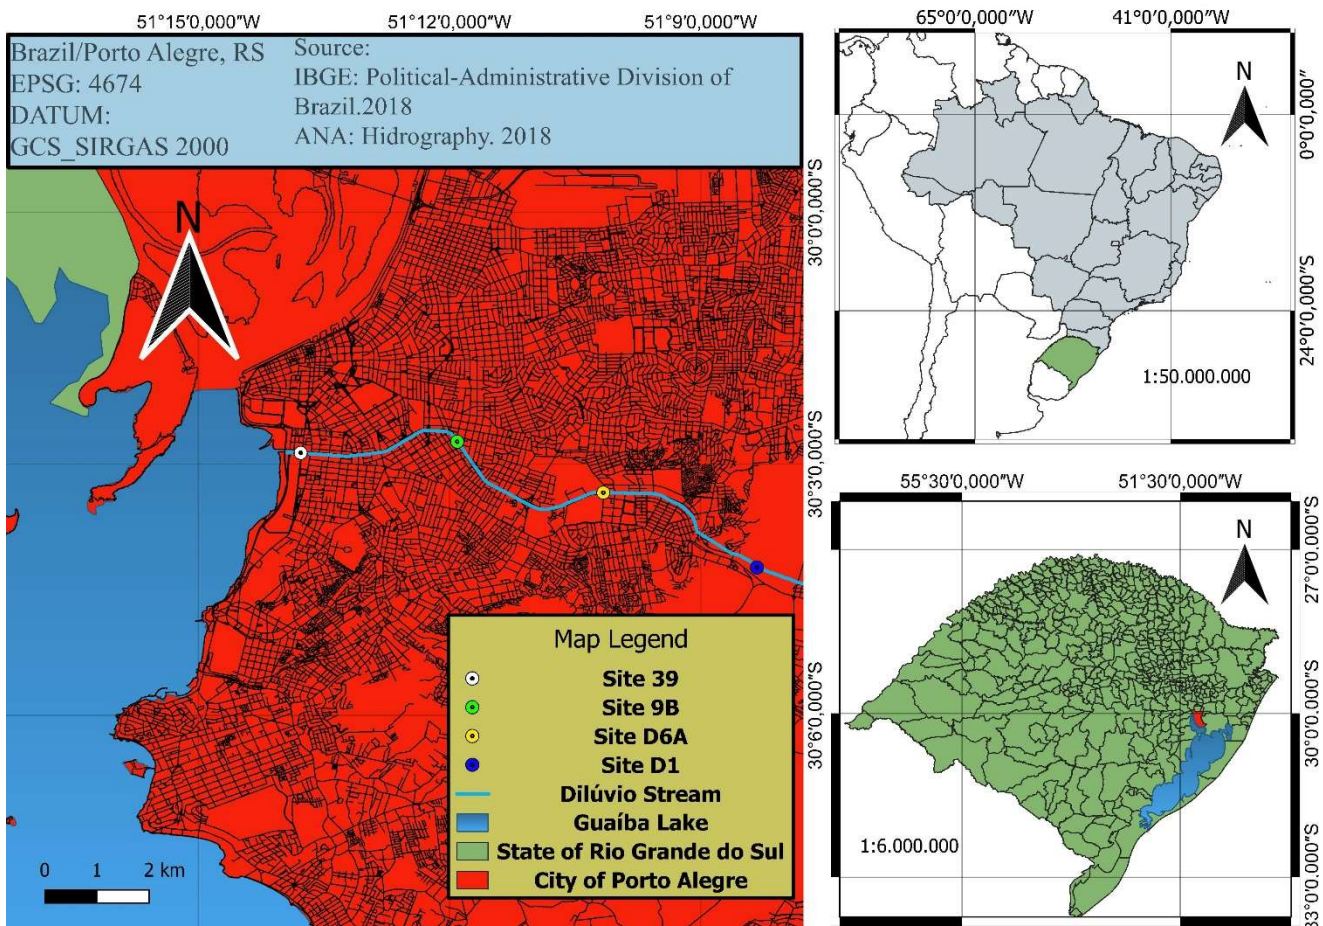 51°15′0,000″W 51°12′0,000″W 51°9′0,000″W
Brazil/Porto Alegre, RS
EPSG: 4674
DATUM:
GCS_SIRGAS 2000
Source:
IBGE: Political-Administrative Division of
Brazil.2018
ANA: Hidrography. 2018
N
30°0′0,000″S
30°3′0,000″S
30°6′0,000″S
Map Legend
Site 39
Site 9B
Site D6A
Site D1
Dilúvio Stream
Guaíba Lake
State of Rio Grande do Sul
City of Porto Alegre
0 1 2 km
65°0′0,000″W 41°0′0,000″W
N
0°0′0,000″
24°0′0,000″S
1:50.000.000
55°30′0,000″W 51°30′0,000″W
N
27°0′0,000″S
30°0′0,000″S
33°0′0,000″S
1:6.000.000